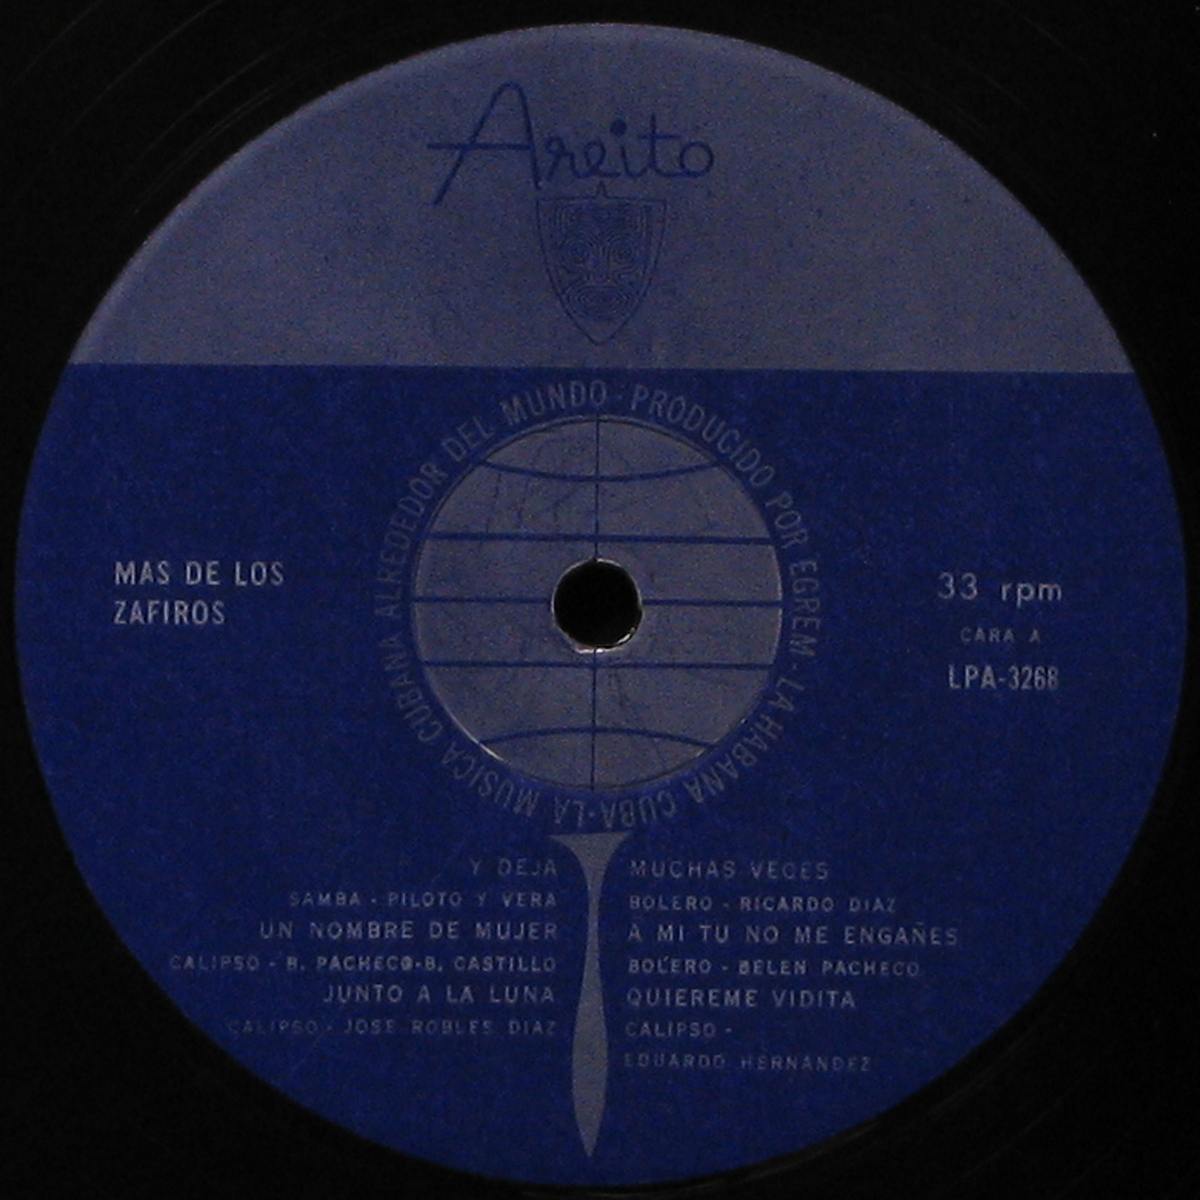 Areito
LA MUSICA CUBANA ALREDEDOR DEL MUNDO · PRODUCIDO POR EGREM - LA HABANA CUBA ·
MAS DE LOS
ZAFIROS
33 rpm
CARA A
LPA-3268
Y DEJA
SAMBA - PILOTO Y VERA
UN NOMBRE DE MUJER
CALIPSO - B. PACHECO-B. CASTILLO
JUNTO A LA LUNA
CALIPSO - JOSE ROBLES DIAZ
MUCHAS VECES
BOLERO - RICARDO DIAZ
A MI TU NO ME ENGAÑES
BOLERO - BELEN PACHECO
QUIEREME VIDITA
CALIPSO -
EDUARDO HERNANDEZ